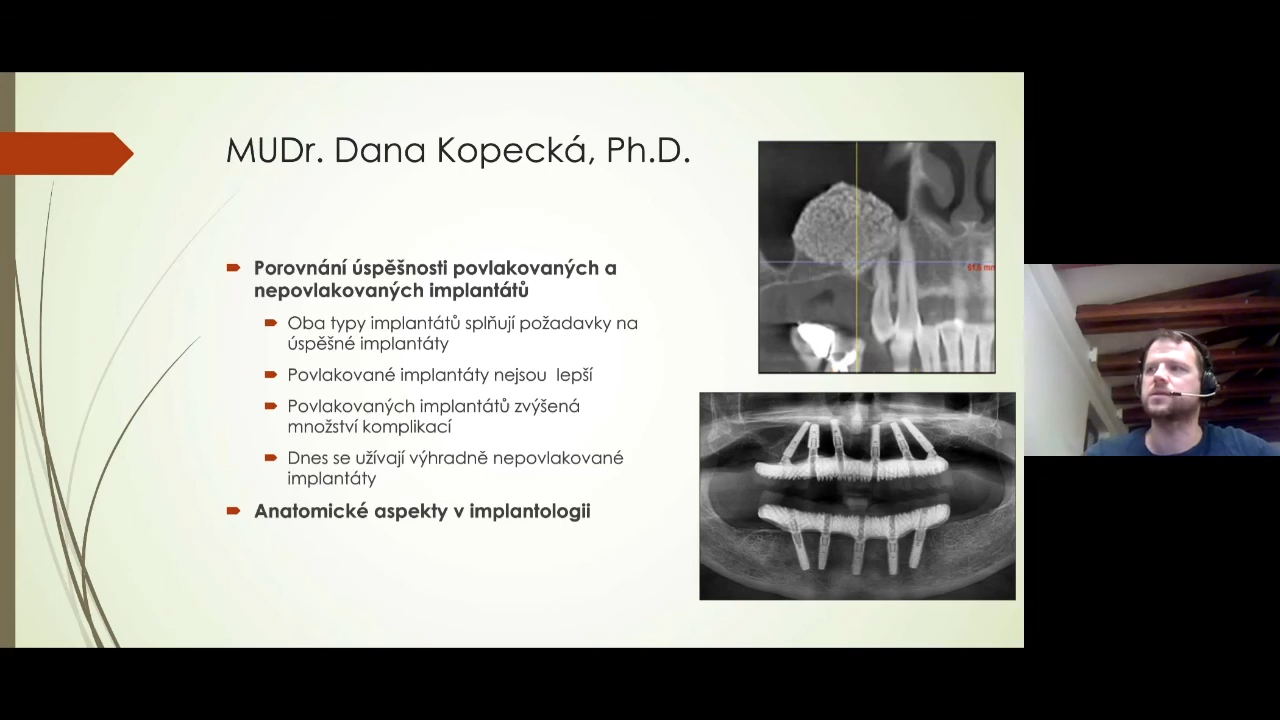 MUDr. Dana Kopecká, Ph.D.
Porovnání úspěšnosti povlakovaných a
nepovlakovaných implantátů
Oba typy implantátů splňují požadavky na
úspěšné implantáty
Povlakované implantáty nejsou  lepší
Povlakovaných implantátů zvýšená
množství komplikací
Dnes se užívají výhradně nepovlakované
implantáty
Anatomické aspekty v implantologii